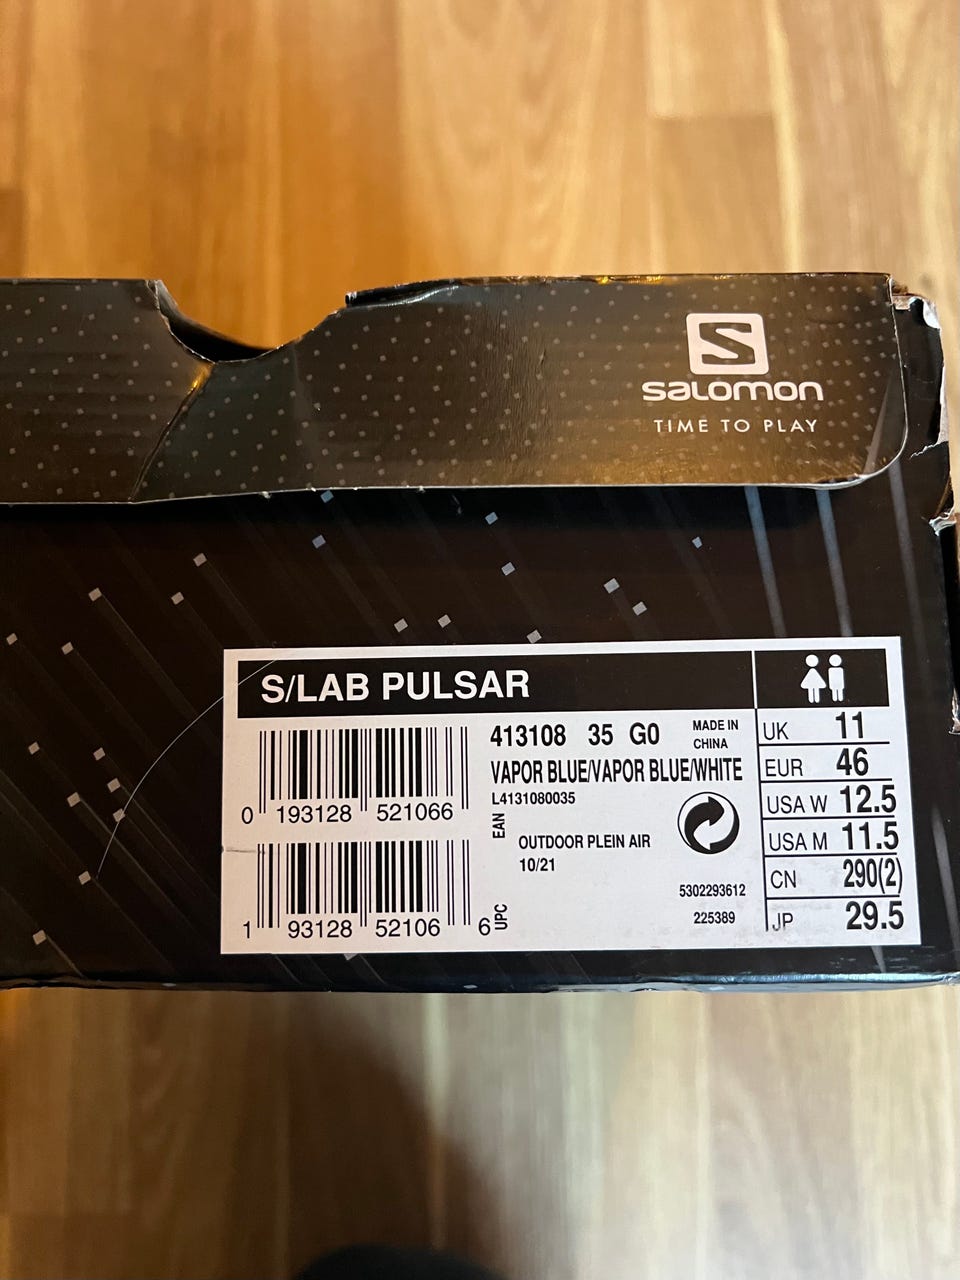 S
salomon
TIME TO PLAY
S/LAB PULSAR
0 193128 521066
EAN
1 93128 52106 6
UPC
413108 35 G0
MADE IN
CHINA
VAPOR BLUE/VAPOR BLUE/WHITE
L4131080035
OUTDOOR PLEIN AIR
10/21
5302293612
225389
UK 11
EUR 46
USA W 12.5
USA M 11.5
CN 290(2)
JP 29.5